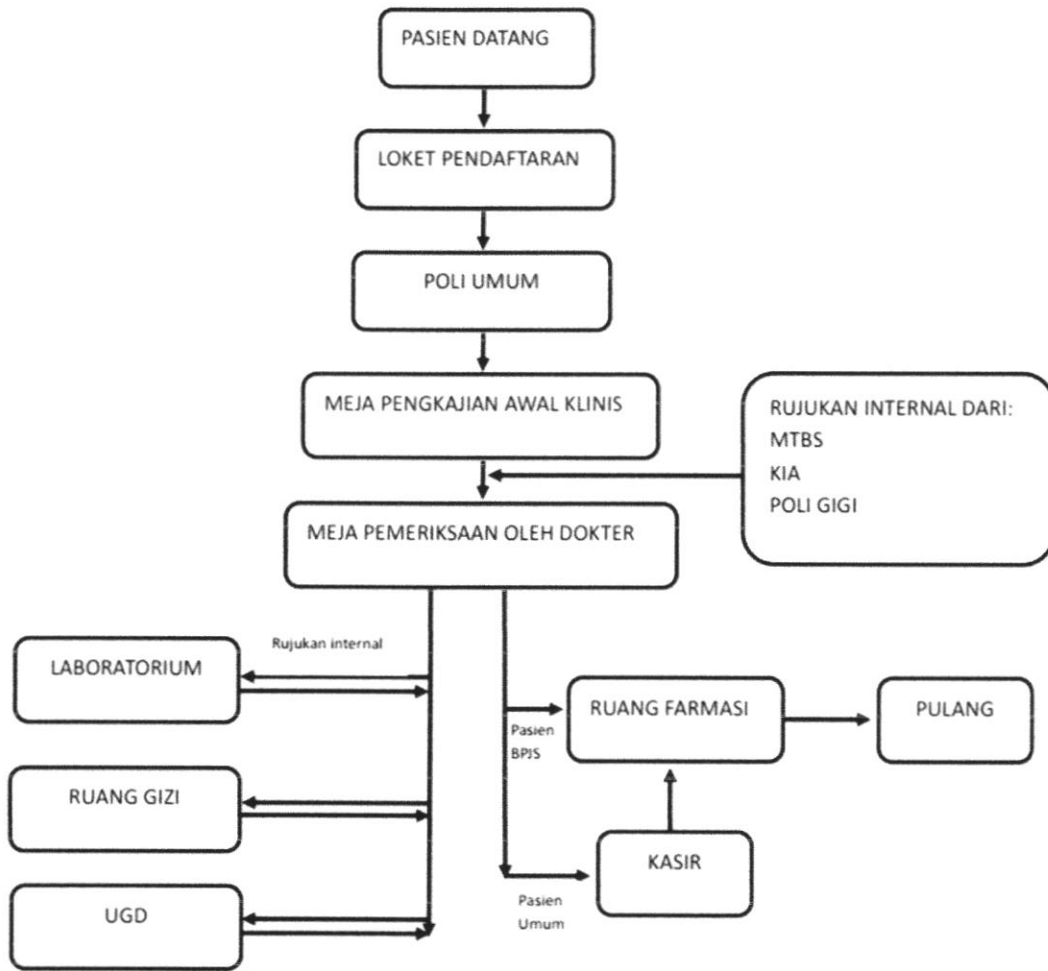 PASIEN DATANG
LOKET PENDAFTARAN
POLI UMUM
MEJA PENGKAJIAN AWAL KLINIS
RUJUKAN INTERNAL DARI:
MTBS
KIA
POLI GIGI
MEJA PEMERIKSAAN OLEH DOKTER
Rujukan internal
LABORATORIUM
RUANG FARMASI
PULANG
Pasien
BPJS
RUANG GIZI
KASIR
UGD
Pasien
Umum